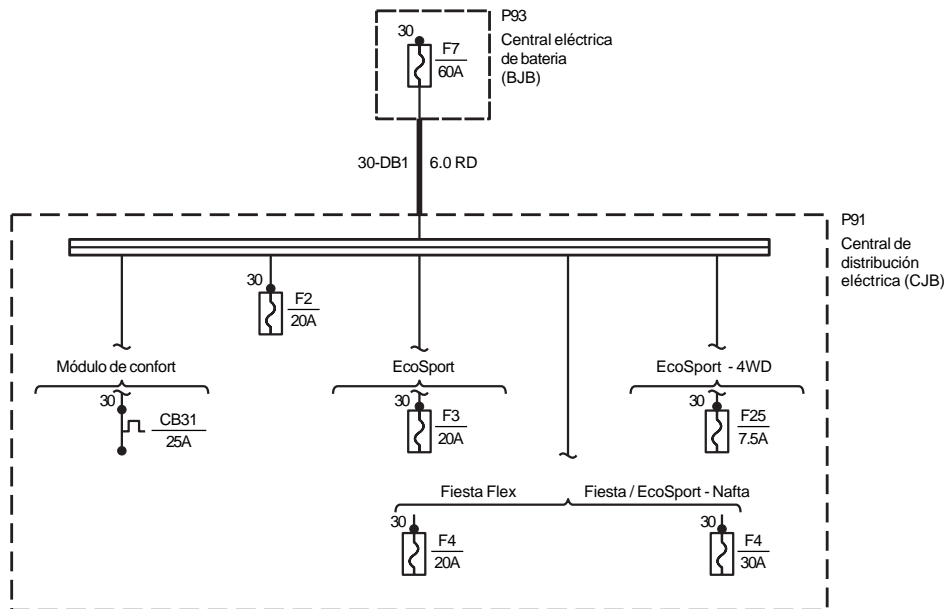 P93
30
Central eléctrica
de bateria
(BJB)
F7
60A
30-DB1 6.0 RD
P91
Central de
distribución
eléctrica (CJB)
30
F2
20A
Módulo de confort
EcoSport
EcoSport - 4WD
30
CB31
25A
30
F3
20A
30
F25
7.5A
Fiesta Flex
Fiesta / EcoSport - Nafta
30
F4
20A
30
F4
30A